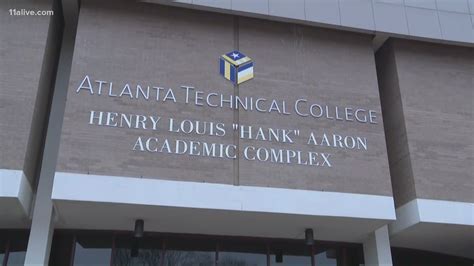 11alive.com
ATLANTA TECHNICAL COLLEGE
HENRY LOUIS "HANK" AARON
ACADEMIC COMPLEX